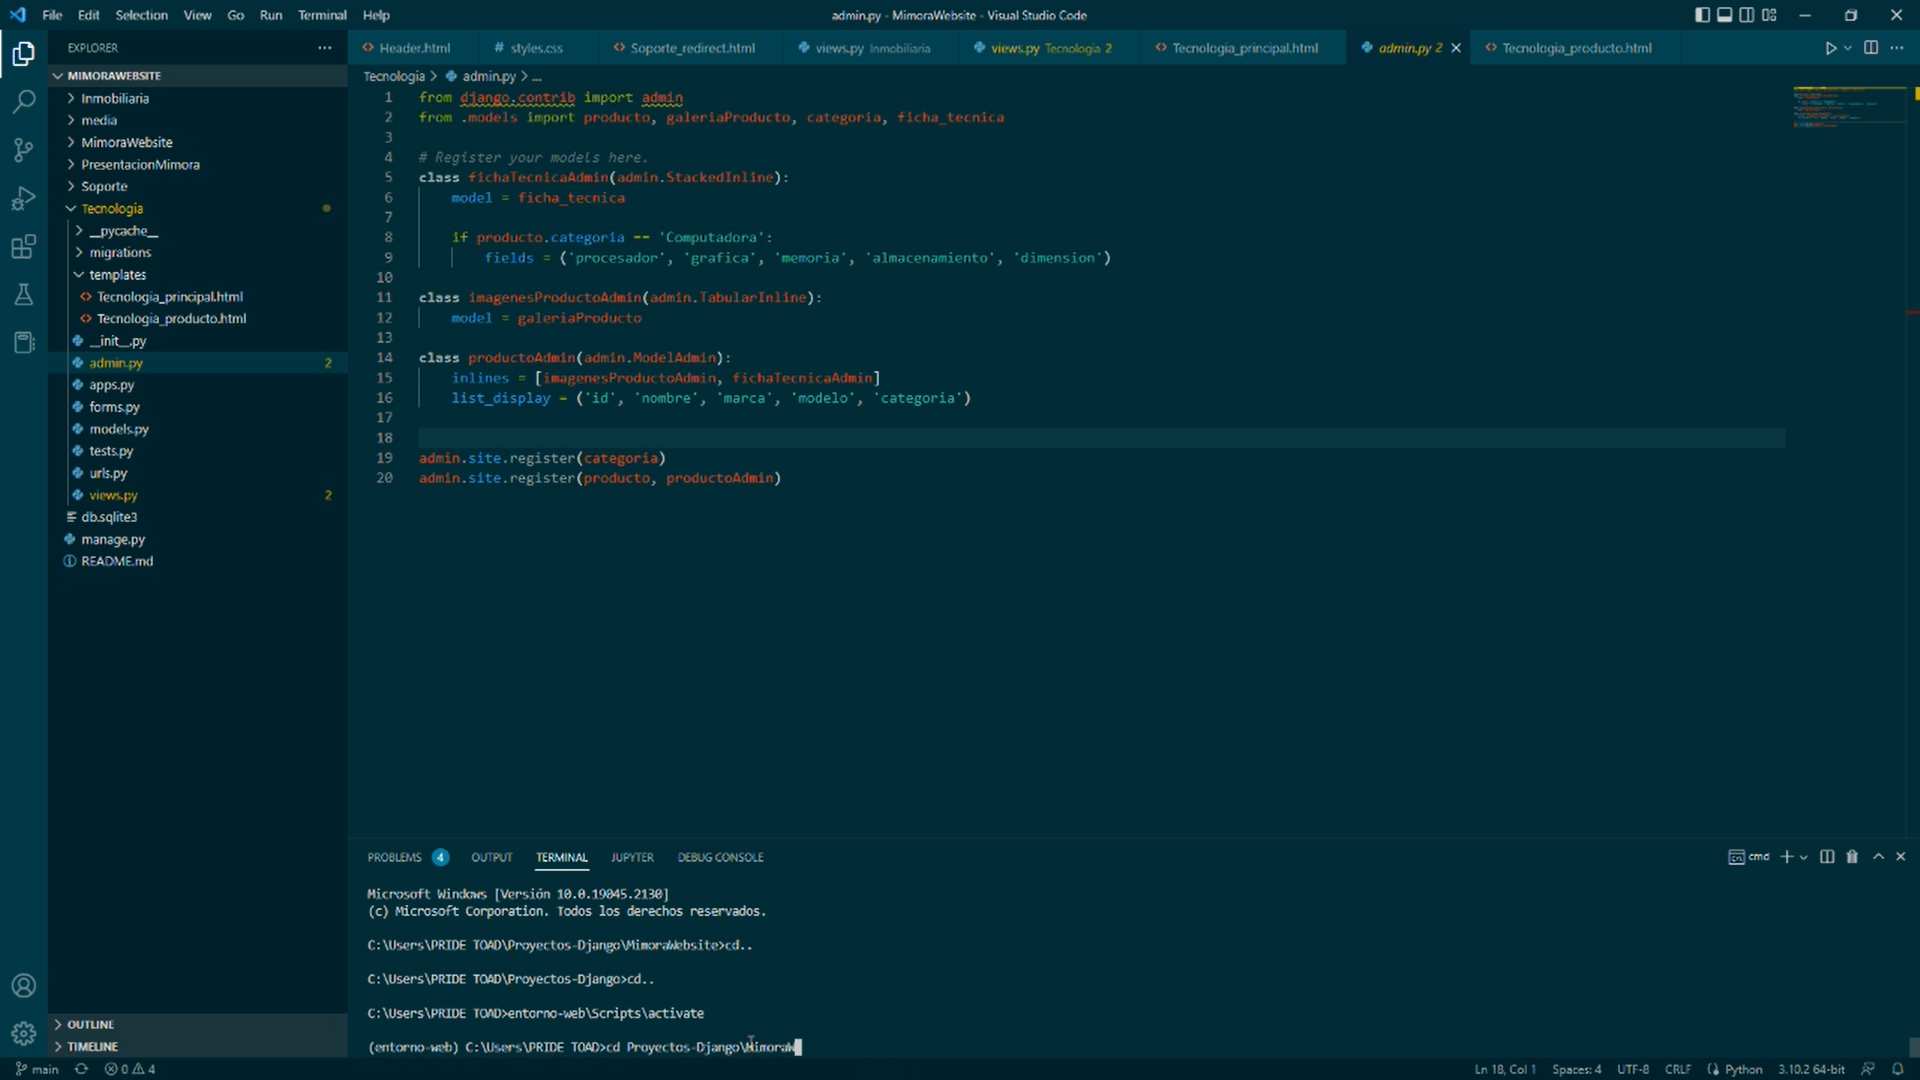 File Edit Selection View Go Run Terminal Help
admin.py - MimoraWebsite - Visual Studio Code
EXPLORER
MIMORAWEBSITE
Inmobiliaria
media
MimoraWebsite
PresentacionMimora
Soporte
Tecnologia
__pycache__
migrations
templates
Tecnologia_principal.html
Tecnologia_producto.html
__init__.py
admin.py 2
apps.py
forms.py
models.py
tests.py
urls.py
views.py 2
db.sqlite3
manage.py
README.md
OUTLINE
TIMELINE
Header.html styles.css Soporte_redirect.html views.py Inmobiliaria views.py Tecnologia 2 Tecnologia_principal.html admin.py 2 Tecnologia_producto.html
Tecnologia > admin.py > ...
1 from django.contrib import admin
2 from .models import producto, galeriaProducto, categoria, ficha_tecnica
3
4 # Register your models here.
5 class fichaTecnicaAdmin(admin.StackedInline):
6 model = ficha_tecnica
7
8 if producto.categoria == 'Computadora':
9 fields = ('procesador', 'grafica', 'memoria', 'almacenamiento', 'dimension')
10
11 class imagenesProductoAdmin(admin.TabularInline):
12 model = galeriaProducto
13
14 class productoAdmin(admin.ModelAdmin):
15 inlines = [imagenesProductoAdmin, fichaTecnicaAdmin]
16 list_display = ('id', 'nombre', 'marca', 'modelo', 'categoria')
17
18
19 admin.site.register(categoria)
20 admin.site.register(producto, productoAdmin)
PROBLEMS 4 OUTPUT TERMINAL JUPYTER DEBUG CONSOLE
cmd
Microsoft Windows [Versión 10.0.19045.2130]
(c) Microsoft Corporation. Todos los derechos reservados.
C:\Users\PRIDE TOAD\Proyectos-Django\MimoraWebsite>cd..
C:\Users\PRIDE TOAD\Proyectos-Django>cd..
C:\Users\PRIDE TOAD>entorno-web\Scripts\activate
(entorno-web) C:\Users\PRIDE TOAD>cd Proyectos-Django\MimoraW
main 0 4
Ln 18, Col 1 Spaces: 4 UTF-8 CRLF Python 3.10.2 64-bit